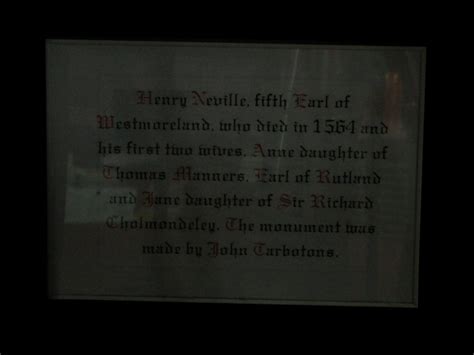 Henry Neville, fifth Earl of
Westmoreland, who died in 1564 and
his first two wives, Anne daughter of
Thomas Manners, Earl of Rutland
and Jane daughter of Sir Richard
Cholmondeley. The monument was
made by John Tarbotons.